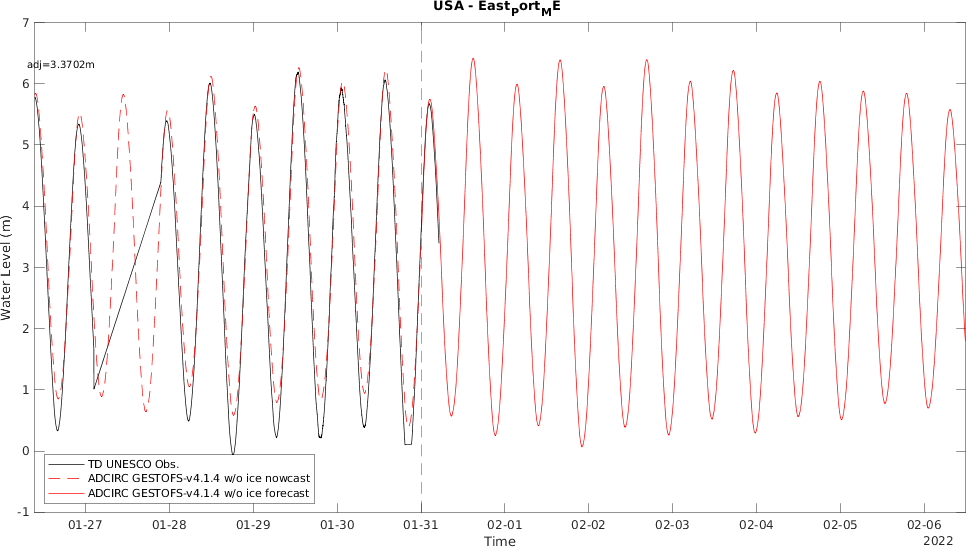 USA - EastPortME
adj=3.3702m
7
6
5
4
3
2
1
0
-1
Water Level (m)
TD UNESCO Obs.
ADCIRC GESTOFS-v4.1.4 w/o ice nowcast
ADCIRC GESTOFS-v4.1.4 w/o ice forecast
01-27 01-28 01-29 01-30 01-31 02-01 02-02 02-03 02-04 02-05 02-06
Time
2022